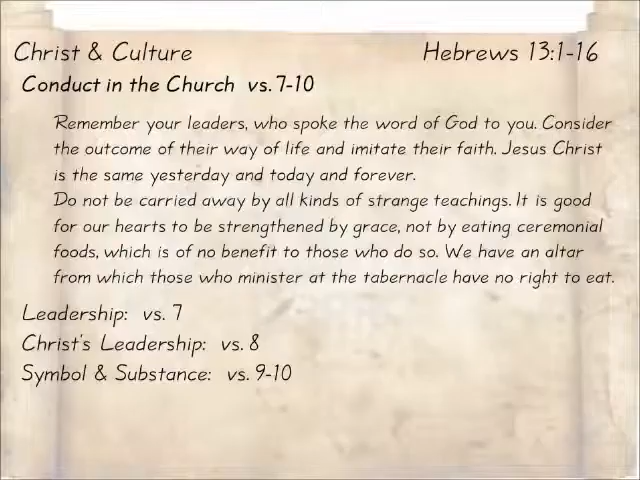 Christ & Culture Hebrews 13:1-16
Conduct in the Church vs. 7-10
Remember your leaders, who spoke the word of God to you. Consider
the outcome of their way of life and imitate their faith. Jesus Christ
is the same yesterday and today and forever.
Do not be carried away by all kinds of strange teachings. It is good
for our hearts to be strengthened by grace, not by eating ceremonial
foods, which is of no benefit to those who do so. We have an altar
from which those who minister at the tabernacle have no right to eat.
Leadership: vs. 7
Christ's Leadership: vs. 8
Symbol & Substance: vs. 9-10